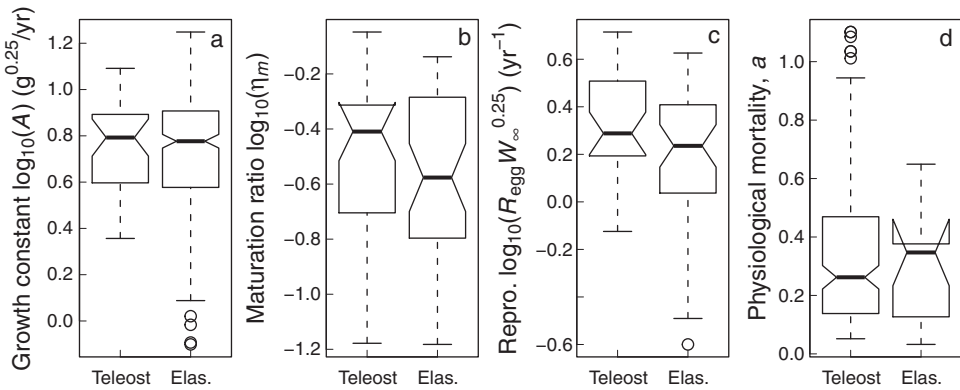 Growth constant log₁₀(A) (g^0.25/yr)
1.2
1.0
0.8
0.6
0.4
0.2
0.0
a
Teleost Elas.
Maturation ratio log₁₀(ηₘ)
−0.2
−0.4
−0.6
−0.8
−1.0
−1.2
b
Teleost Elas.
Repro. log₁₀(R_egg W_∞^0.25) (yr⁻¹)
0.6
0.4
0.2
0.0
−0.2
−0.6
c
Teleost Elas.
Physiological mortality, a
1.0
0.8
0.6
0.4
0.2
0.0
d
Teleost Elas.